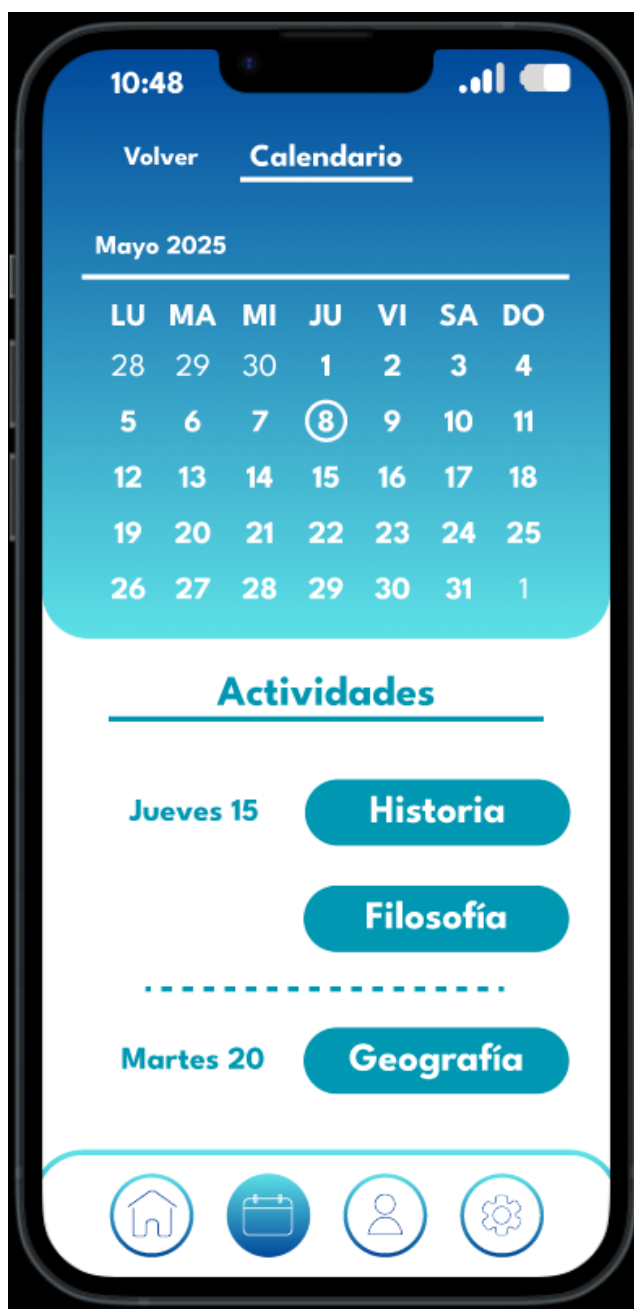 10:48
Volver Calendario
Mayo 2025
LU MA MI JU VI SA DO
28 29 30 1 2 3 4
5 6 7 8 9 10 11
12 13 14 15 16 17 18
19 20 21 22 23 24 25
26 27 28 29 30 31 1
Actividades
Jueves 15 Historia
Filosofía
Martes 20 Geografía